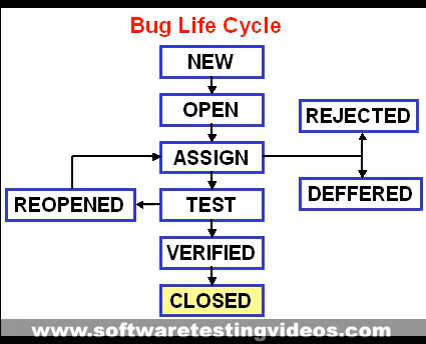 Bug Life Cycle
NEW
OPEN
REJECTED
ASSIGN
DEFFERED
REOPENED
TEST
VERIFIED
CLOSED
www.softwaretestingvideos.com